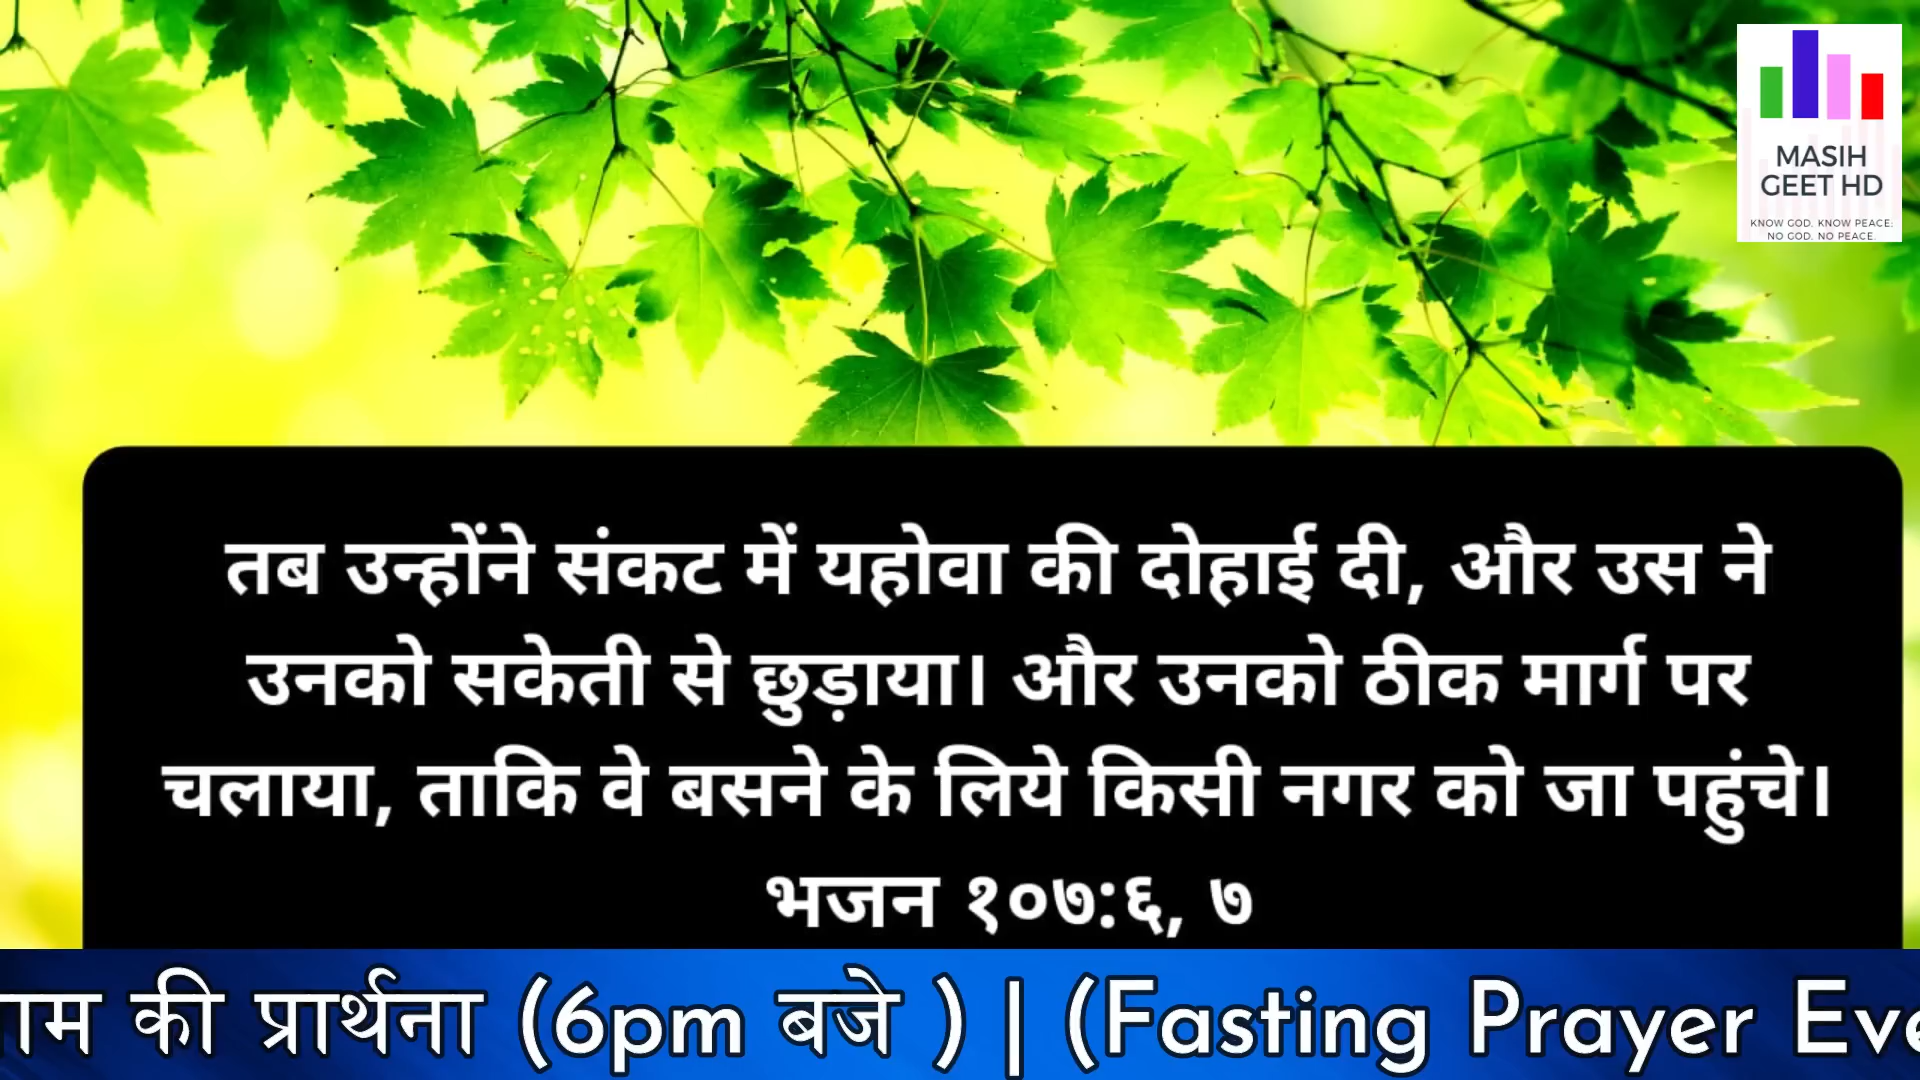 MASIH
GEET HD
KNOW GOD. KNOW PEACE:
NO GOD. NO PEACE.
तब उन्होंने संकट में यहोवा की दोहाई दी, और उस ने
उनको सकेती से छुड़ाया। और उनको ठीक मार्ग पर
चलाया, ताकि वे बसने के लिये किसी नगर को जा पहुंचे।
भजन १०७:६, ७
की प्रार्थना (6pm बजे ) | (Fasting Prayer